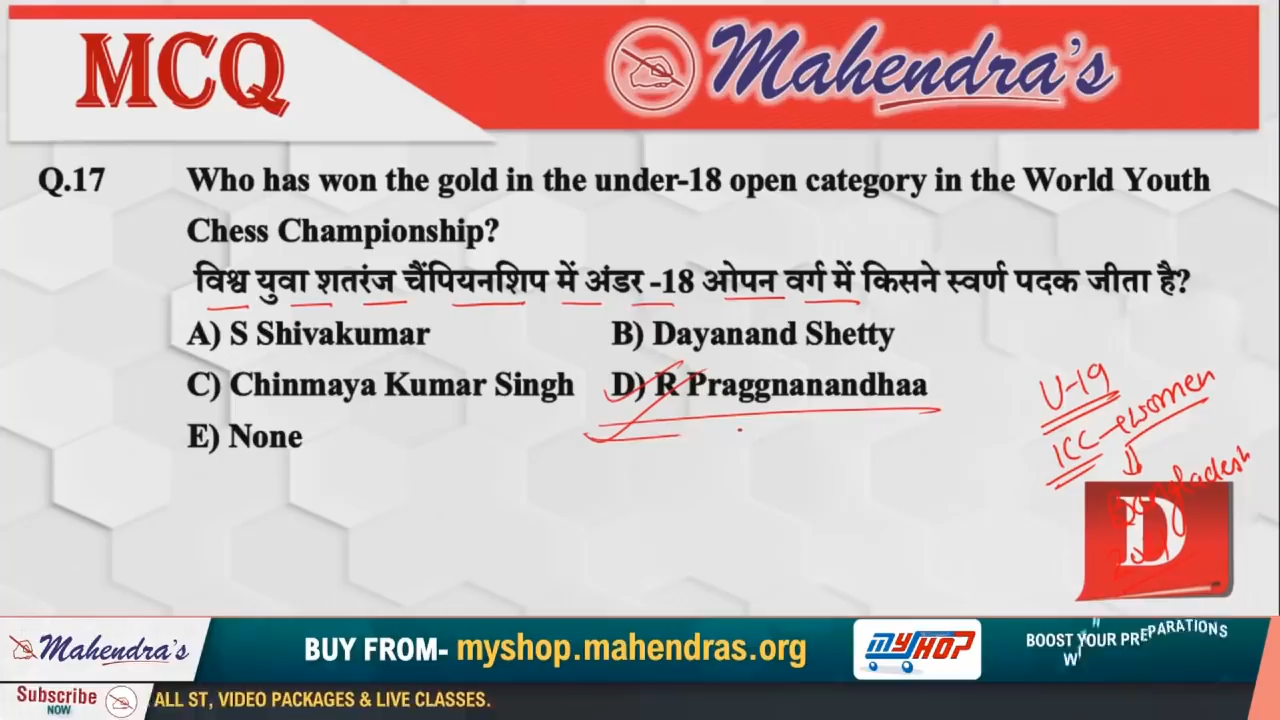 MCQ
Mahendra's
Q.17 Who has won the gold in the under-18 open category in the World Youth
Chess Championship?
विश्व युवा शतरंज चैंपियनशिप में अंडर -18 ओपन वर्ग में किसने स्वर्ण पदक जीता है?
A) S Shivakumar B) Dayanand Shetty
C) Chinmaya Kumar Singh D) R Praggnanandhaa
E) None
U-19
ICC women
Bangladesh
D
Mahendra's
BUY FROM- myshop.mahendras.org
MYSHOP
BOOST YOUR PREPARATIONS
W
Subscribe
NOW
ALL ST, VIDEO PACKAGES & LIVE CLASSES.